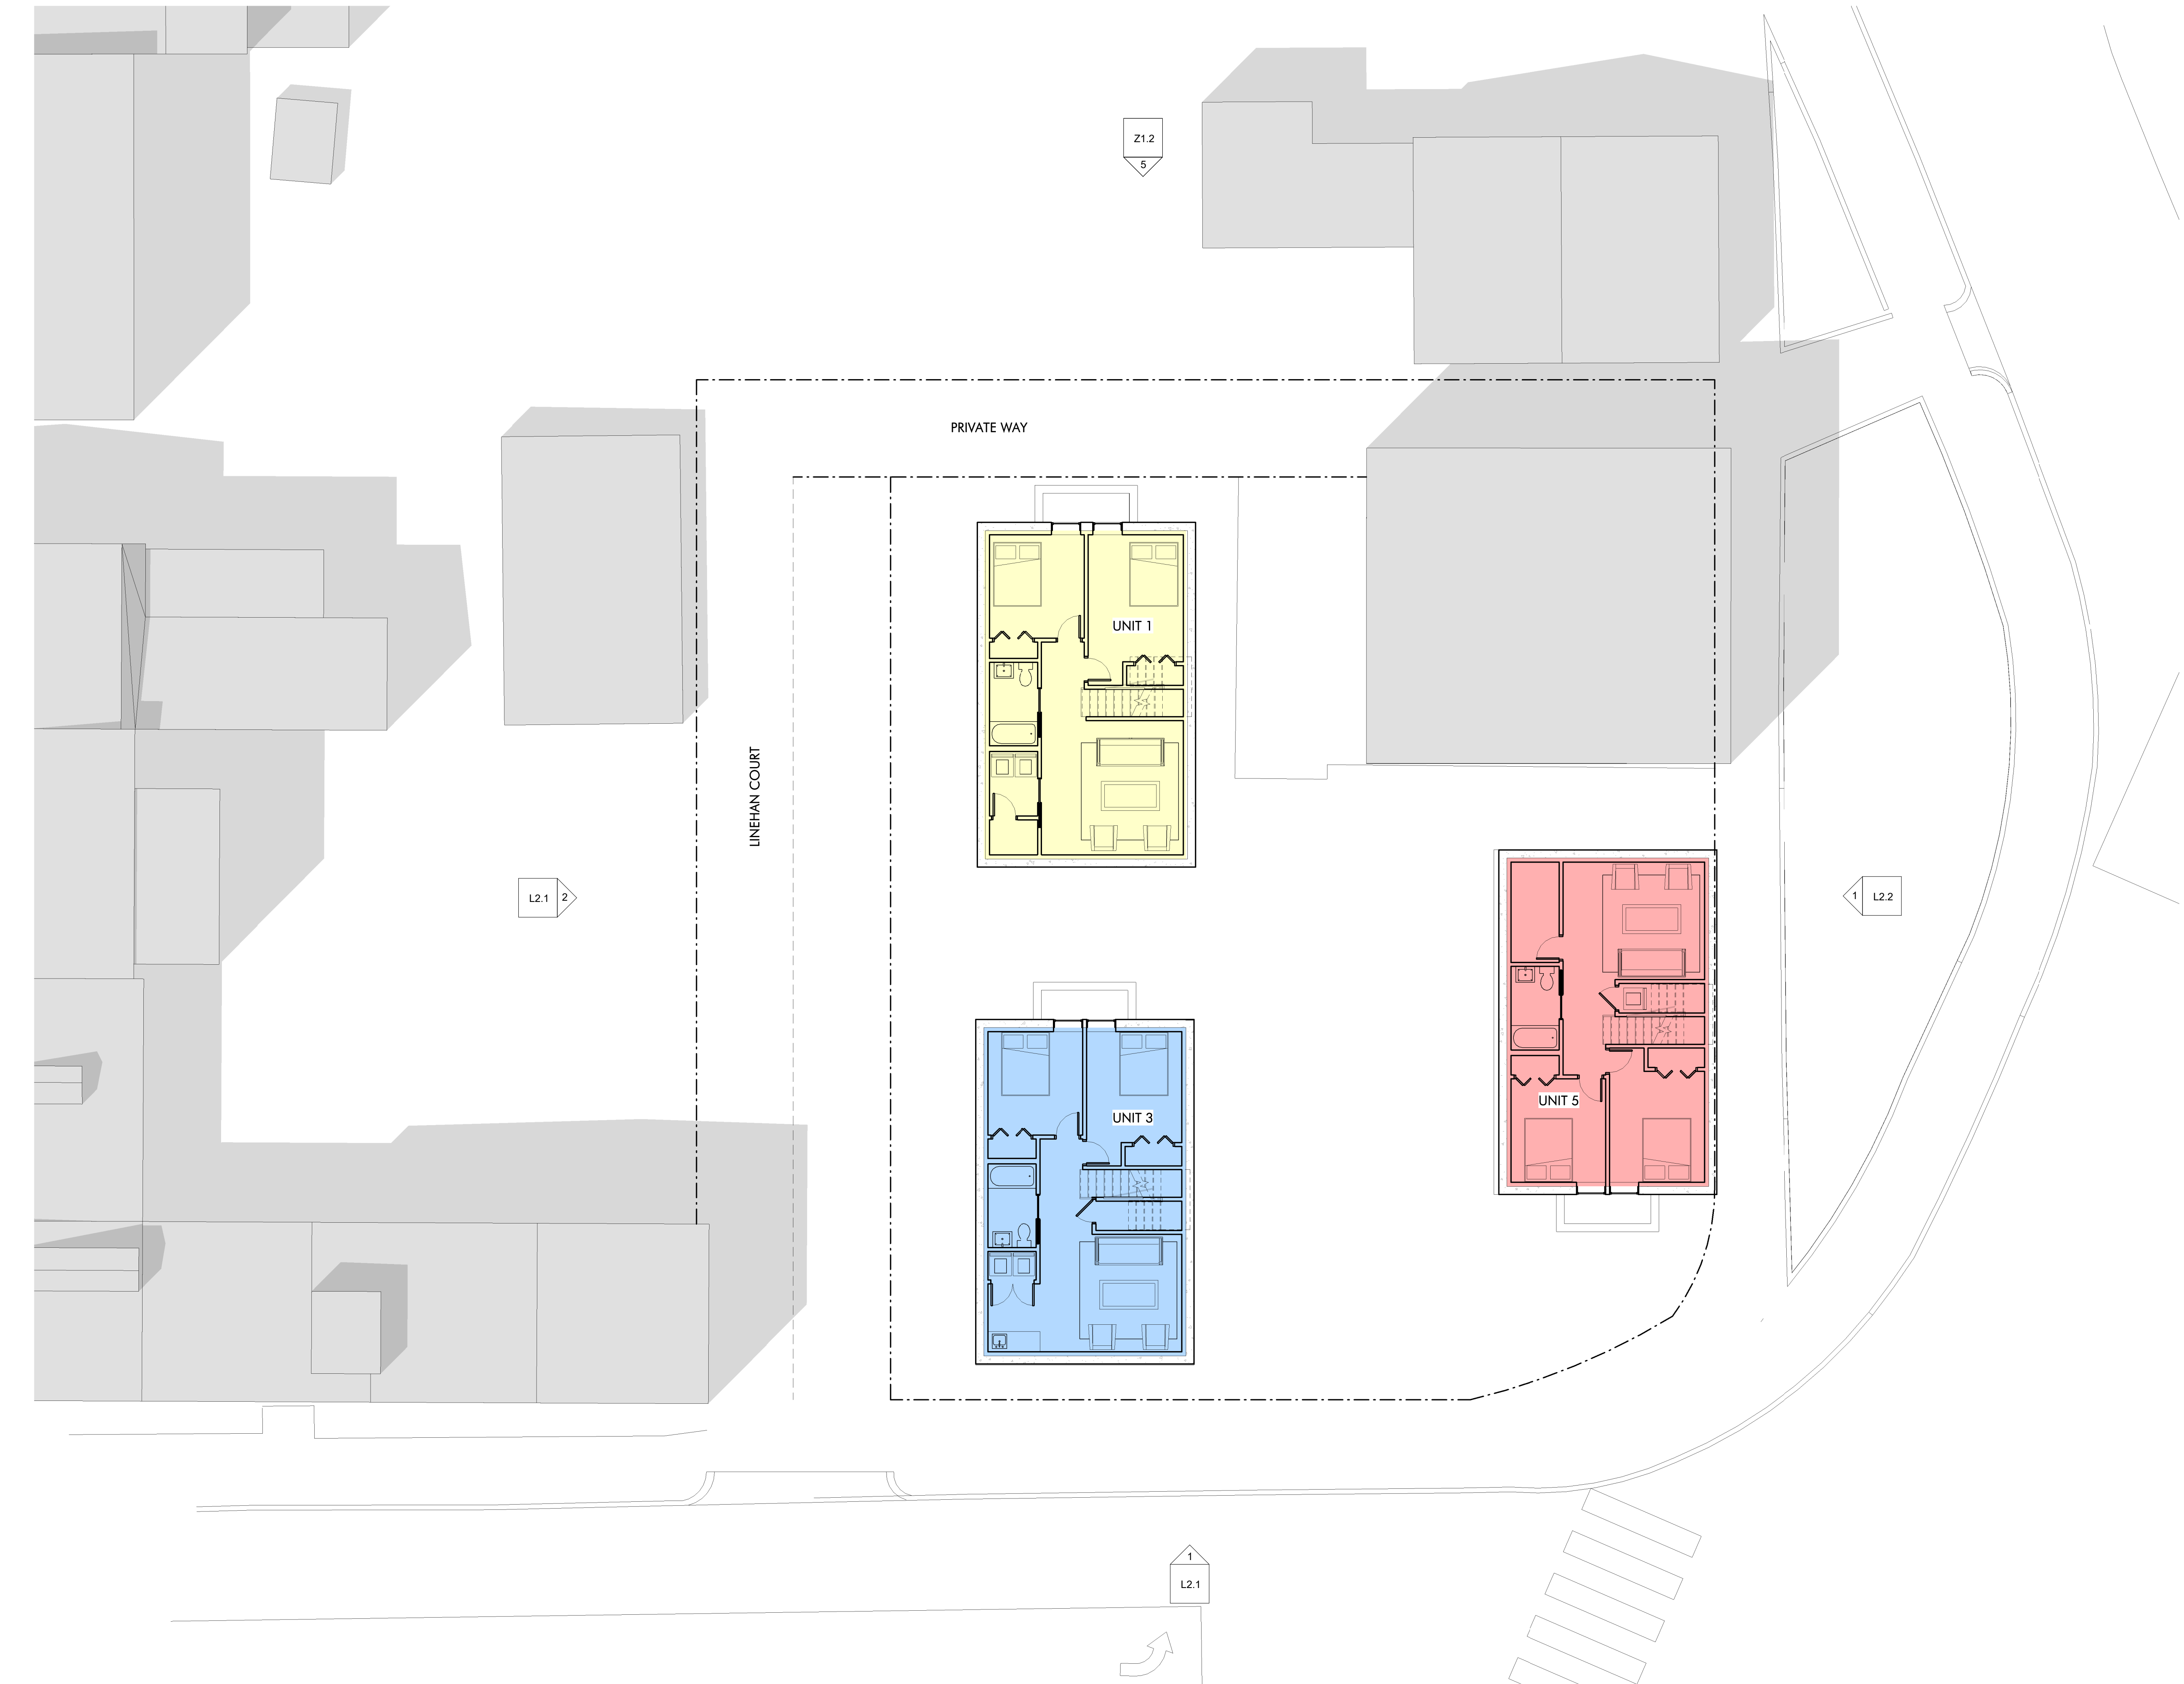 Z1.2
5
PRIVATE WAY
UNIT 1
LINEHAN COURT
L2.1
2
1
L2.2
UNIT 5
UNIT 3
1
L2.1